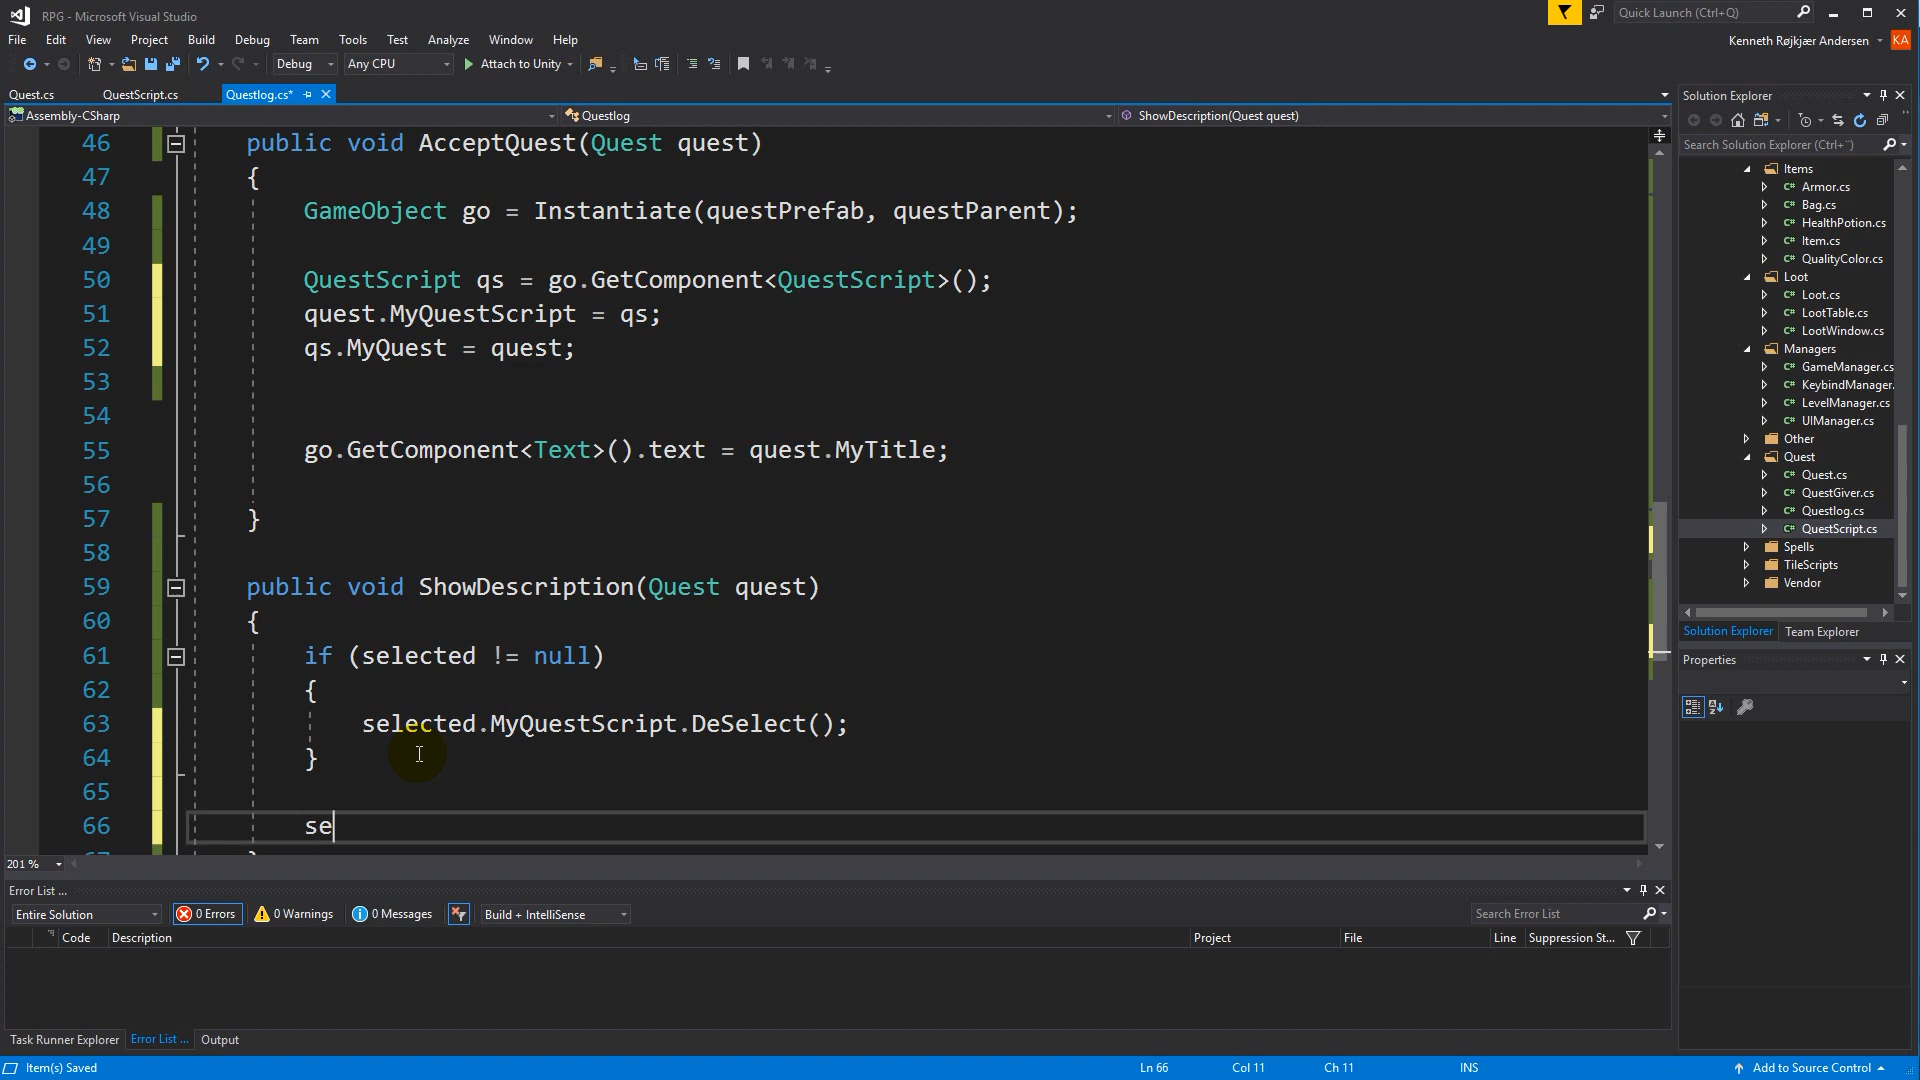 RPG - Microsoft Visual Studio
Quick Launch (Ctrl+Q)
File Edit View Project Build Debug Team Tools Test Analyze Window Help
Kenneth Røjkjær Andersen KA
Debug Any CPU Attach to Unity
Quest.cs QuestScript.cs Questlog.cs*
Assembly-CSharp Questlog ShowDescription(Quest quest)
46 public void AcceptQuest(Quest quest)
47 {
48 GameObject go = Instantiate(questPrefab, questParent);
49
50 QuestScript qs = go.GetComponent<QuestScript>();
51 quest.MyQuestScript = qs;
52 qs.MyQuest = quest;
53
54
55 go.GetComponent<Text>().text = quest.MyTitle;
56
57 }
58
59 public void ShowDescription(Quest quest)
60 {
61 if (selected != null)
62 {
63 selected.MyQuestScript.DeSelect();
64 }
65
66 se
201 %
Solution Explorer
Search Solution Explorer (Ctrl+¨)
Items
C# Armor.cs
C# Bag.cs
C# HealthPotion.cs
C# Item.cs
C# QualityColor.cs
Loot
C# Loot.cs
C# LootTable.cs
C# LootWindow.cs
Managers
C# GameManager.cs
C# KeybindManager.
C# LevelManager.cs
C# UIManager.cs
Other
Quest
C# Quest.cs
C# QuestGiver.cs
C# Questlog.cs
C# QuestScript.cs
Spells
TileScripts
Vendor
Solution Explorer Team Explorer
Properties
Error List ...
Entire Solution 0 Errors 0 Warnings 0 Messages Build + IntelliSense Search Error List
Code Description Project File Line Suppression St...
Task Runner Explorer Error List ... Output
Item(s) Saved Ln 66 Col 11 Ch 11 INS Add to Source Control